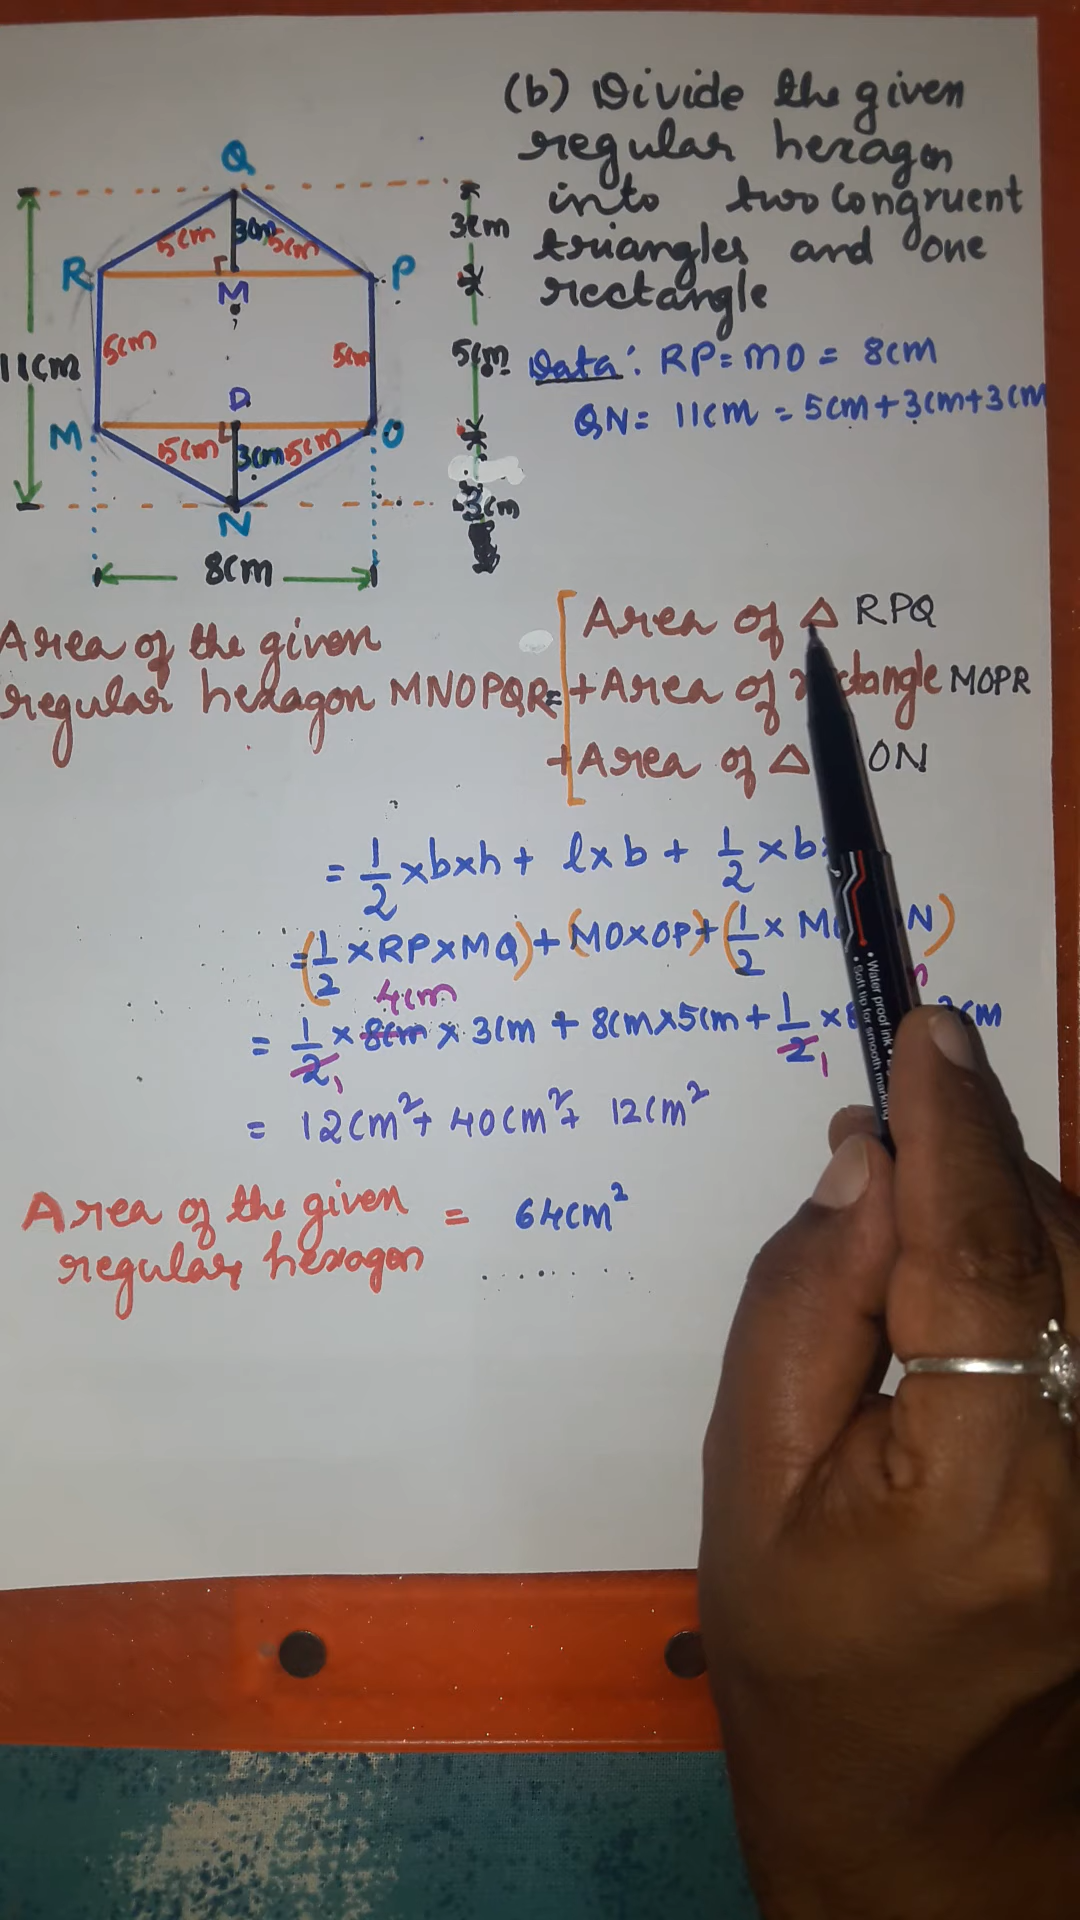 (b) Divide the given
regular hexagon
into two congruent
triangles and one
rectangle
Data: RP=MO = 8cm
QN= 11cm = 5cm+3cm+3cm
Q
3cm
5cm 3cm 5cm
R P
M
11cm 5cm 5cm 5cm
D
M O
5cm 3cm 5cm
3cm
N
8cm
Area of the given
regular hexagon MNOPQR=
Area of △ RPQ
+Area of rectangle MOPR
+Area of △ ON
= 1/2 ×b×h + l×b + 1/2 ×b
=(1/2 ×RP×MQ)+(MO×OP)+(1/2 × M N)
4cm
= 1/2 × 8cm × 3cm + 8cm×5cm + 1/2 ×8 3cm
1 1
= 12cm²+ 40cm²+ 12cm²
Area of the given = 64cm²
regular hexagon
• Water proof ink •
• Soft tip for smooth marking